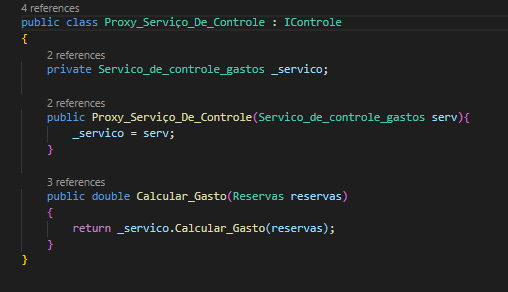 4 references
public class Proxy_Serviço_De_Controle : IControle
{
2 references
private Servico_de_controle_gastos _servico;
2 references
public Proxy_Serviço_De_Controle(Servico_de_controle_gastos serv){
_servico = serv;
}
3 references
public double Calcular_Gasto(Reservas reservas)
{
return _servico.Calcular_Gasto(reservas);
}
}